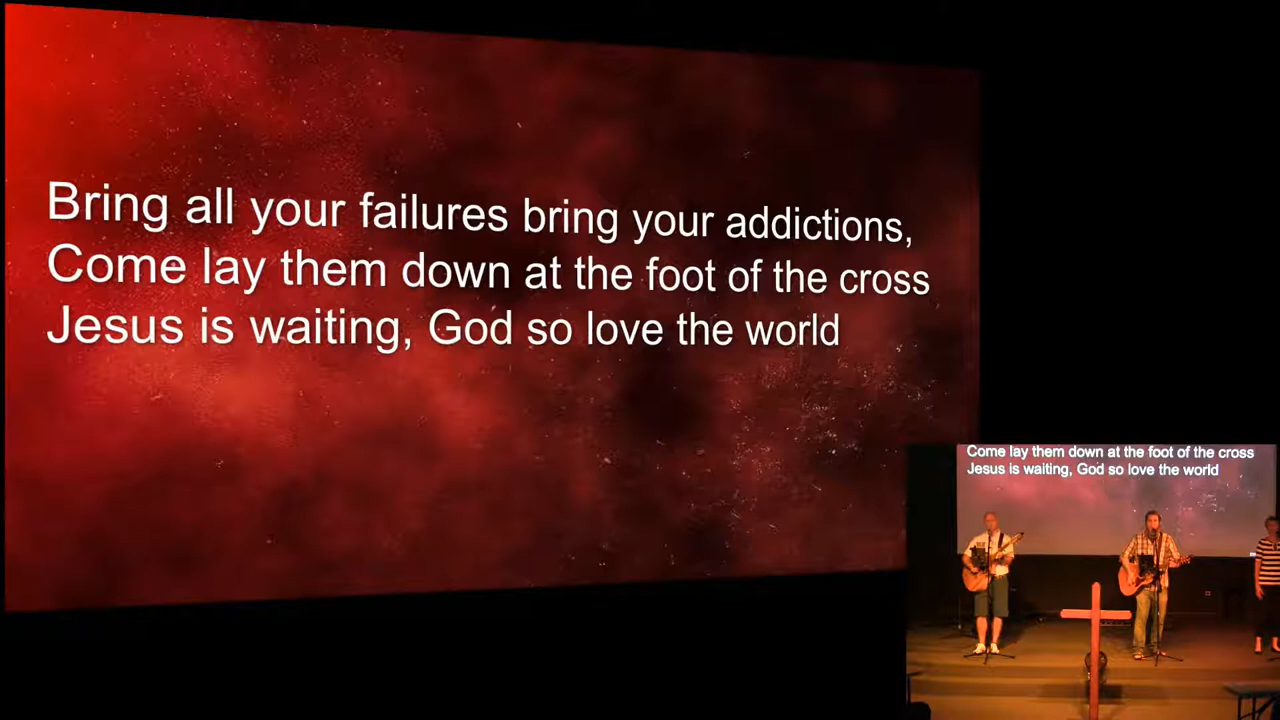 Bring all your failures bring your addictions,
Come lay them down at the foot of the cross
Jesus is waiting, God so love the world
Come lay them down at the foot of the cross
Jesus is waiting, God so love the world